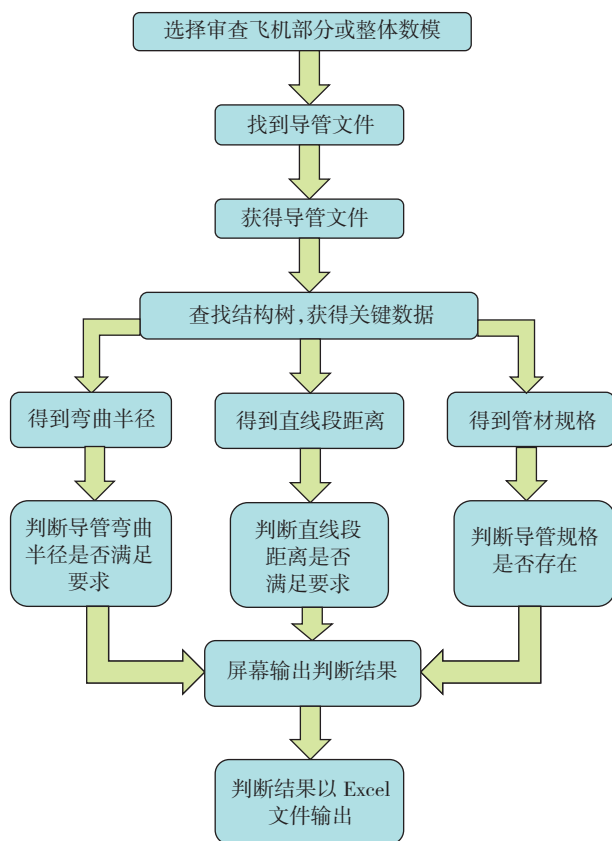 选择审查飞机部分或整体数模
找到导管文件
获得导管文件
查找结构树,获得关键数据
得到弯曲半径
得到直线段距离
得到管材规格
判断导管弯曲
半径是否满足
要求
判断直线段
距离是否
满足要求
判断导管规格
是否存在
屏幕输出判断结果
判断结果以 Excel
文件输出